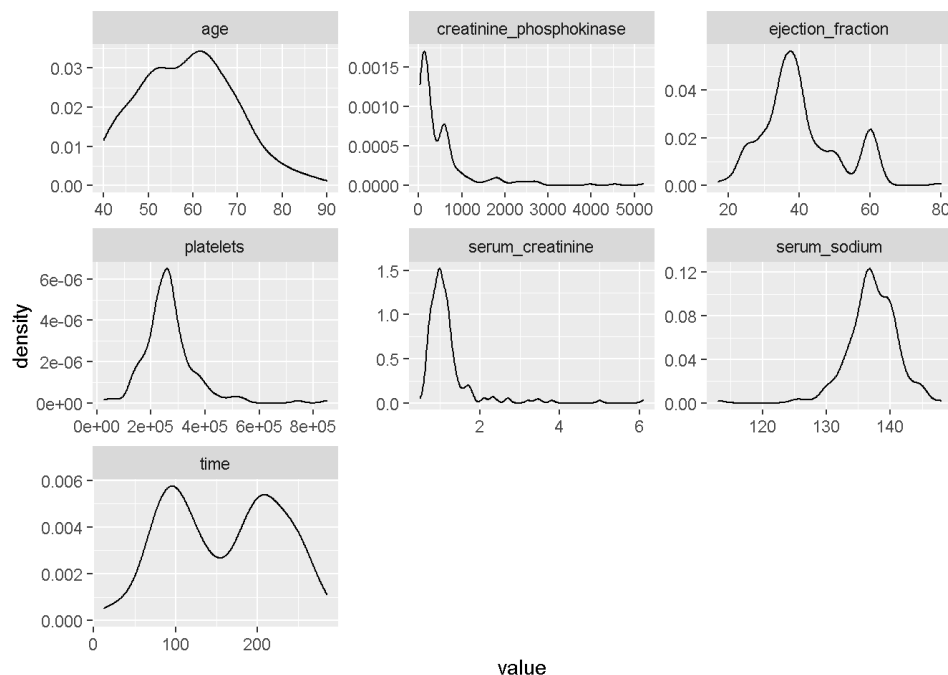 age
0.03
0.02
0.01
0.00
40 50 60 70 80 90
creatinine_phosphokinase
0.0015
0.0010
0.0005
0.0000
0 1000 2000 3000 4000 5000
ejection_fraction
0.04
0.02
0.00
20 40 60 80
platelets
6e-06
4e-06
2e-06
0e+00
0e+00 2e+05 4e+05 6e+05 8e+05
serum_creatinine
1.5
1.0
0.5
0.0
2 4 6
serum_sodium
0.12
0.08
0.04
0.00
120 130 140
time
0.006
0.004
0.002
0.000
0 100 200
density
value